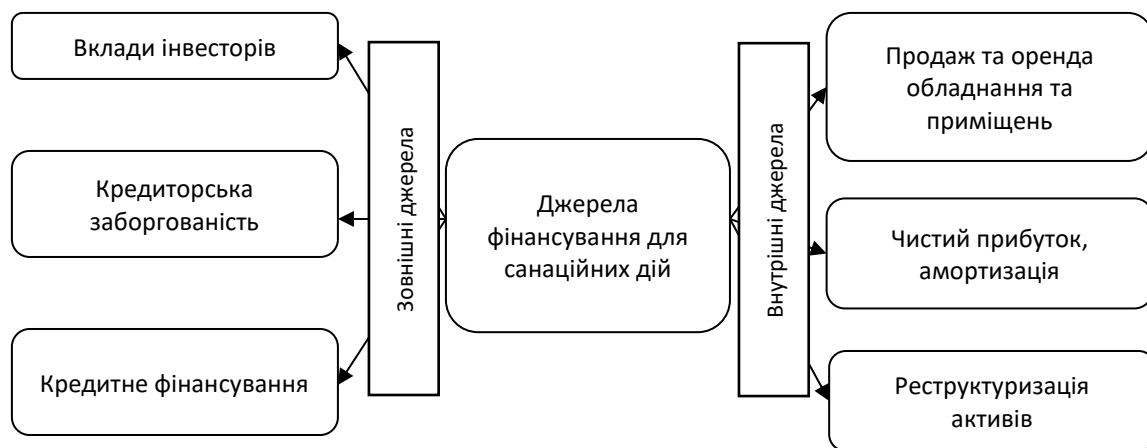 Вклади інвесторів
Кредиторська
заборгованість
Кредитне фінансування
Зовнішні джерела
Джерела
фінансування для
санаційних дій
Внутрішні джерела
Продаж та оренда
обладнання та
приміщень
Чистий прибуток,
амортизація
Реструктуризація
активів